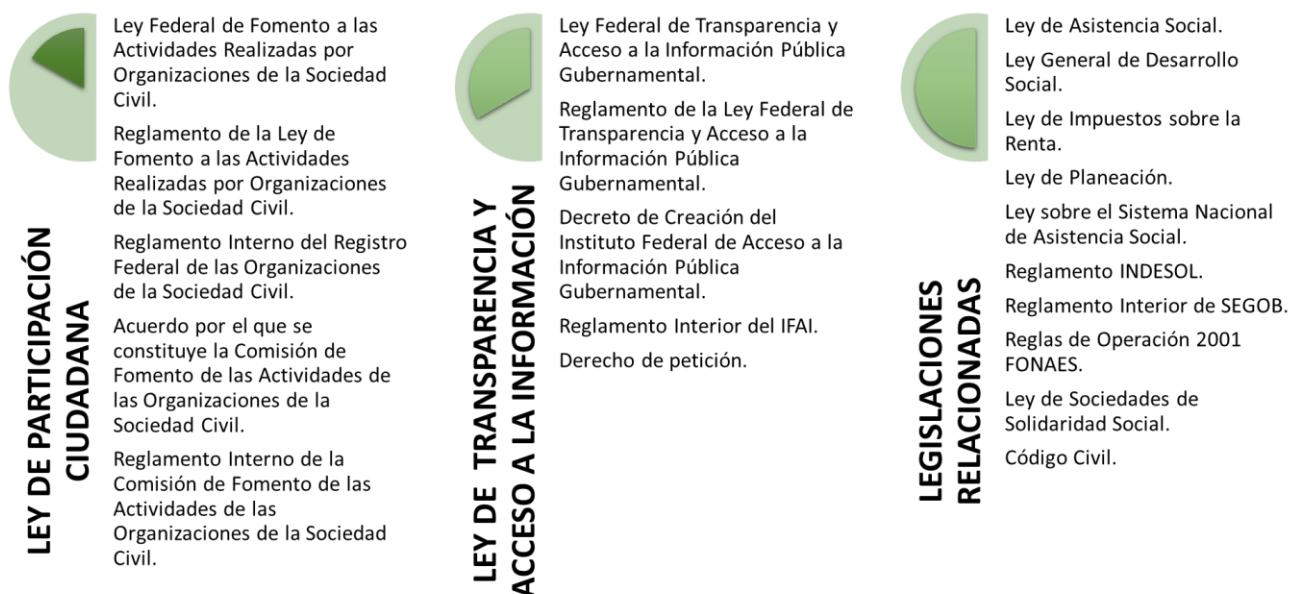 LEY DE PARTICIPACIÓN
CIUDADANA
Ley Federal de Fomento a las
Actividades Realizadas por
Organizaciones de la Sociedad
Civil.
Reglamento de la Ley de
Fomento a las Actividades
Realizadas por Organizaciones
de la Sociedad Civil.
Reglamento Interno del Registro
Federal de las Organizaciones
de la Sociedad Civil.
Acuerdo por el que se
constituye la Comisión de
Fomento de las Actividades de
las Organizaciones de la
Sociedad Civil.
Reglamento Interno de la
Comisión de Fomento de las
Actividades de las
Organizaciones de la Sociedad
Civil.
LEY DE TRANSPARENCIA Y
ACCESO A LA INFORMACIÓN
Ley Federal de Transparencia y
Acceso a la Información Pública
Gubernamental.
Reglamento de la Ley Federal de
Transparencia y Acceso a la
Información Pública
Gubernamental.
Decreto de Creación del
Instituto Federal de Acceso a la
Información Pública
Gubernamental.
Reglamento Interior del IFAI.
Derecho de petición.
LEGISLACIONES
RELACIONADAS
Ley de Asistencia Social.
Ley General de Desarrollo
Social.
Ley de Impuestos sobre la
Renta.
Ley de Planeación.
Ley sobre el Sistema Nacional
de Asistencia Social.
Reglamento INDESOL.
Reglamento Interior de SEGOB.
Reglas de Operación 2001
FONAES.
Ley de Sociedades de
Solidaridad Social.
Código Civil.